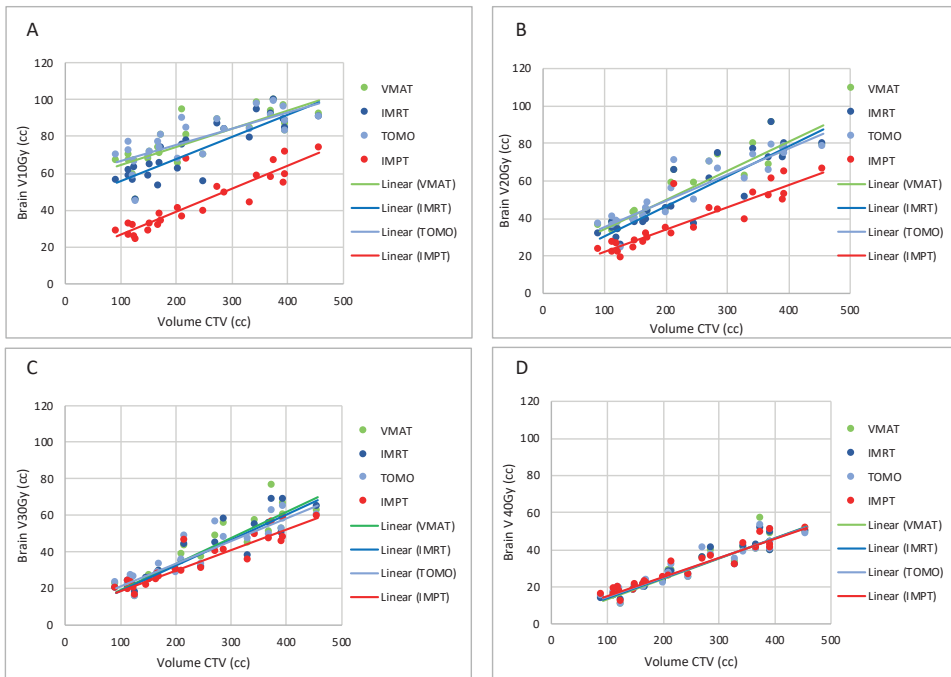 A
Brain V10Gy (cc)
120
100
80
60
40
20
0
0 100 200 300 400 500
Volume CTV (cc)
VMAT
IMRT
TOMO
IMPT
Linear (VMAT)
Linear (IMRT)
Linear (TOMO)
Linear (IMPT)
B
Brain V20Gy (cc)
120
100
80
60
40
20
0
0 100 200 300 400 500
Volume CTV (cc)
VMAT
IMRT
TOMO
IMPT
Linear (VMAT)
Linear (IMRT)
Linear (TOMO)
Linear (IMPT)
C
Brain V30Gy (cc)
120
100
80
60
40
20
0
0 100 200 300 400 500
Volume CTV (cc)
VMAT
IMRT
TOMO
IMPT
Linear (VMAT)
Linear (IMRT)
Linear (TOMO)
Linear (IMPT)
D
Brain V 40Gy (cc)
120
100
80
60
40
20
0
0 100 200 300 400 500
Volume CTV (cc)
VMAT
IMRT
TOMO
IMPT
Linear (VMAT)
Linear (IMRT)
Linear (TOMO)
Linear (IMPT)